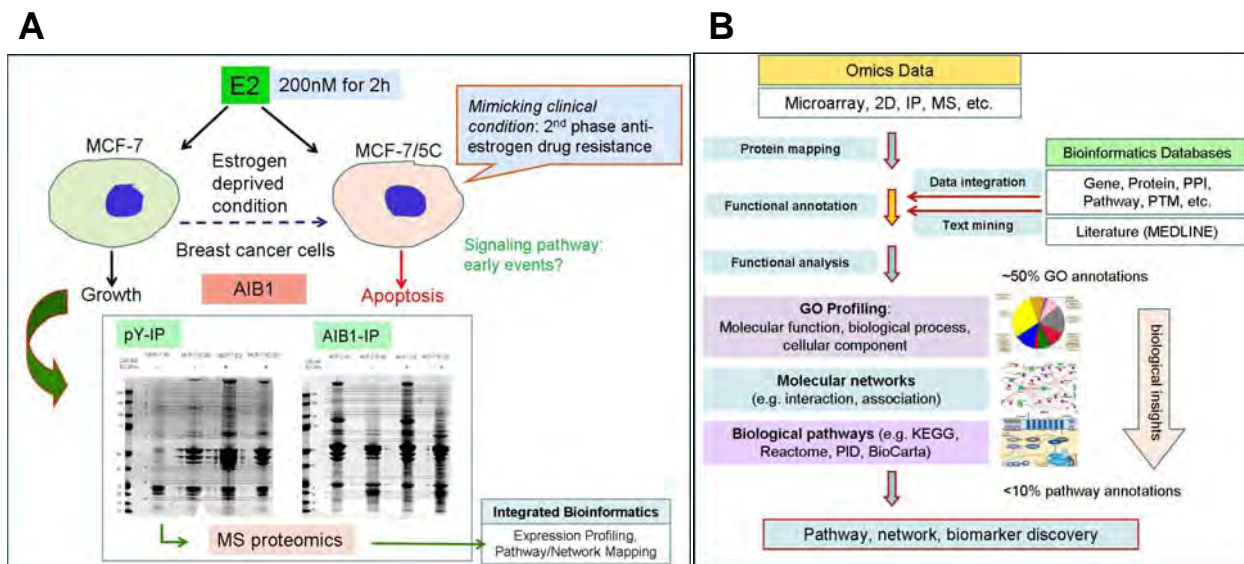 A
E2
200nM for 2h
MCF-7
Estrogen
deprived
condition
Breast cancer cells
MCF-7/5C
Mimicking clinical
condition: 2nd phase anti-
estrogen drug resistance
Signaling pathway:
early events?
Growth
AIB1
Apoptosis
pY-IP
AIB1-IP
MS proteomics
Integrated Bioinformatics
Expression Profiling,
Pathway/Network Mapping
B
Omics Data
Microarray, 2D, IP, MS, etc.
Protein mapping
Functional annotation
Functional analysis
Data integration
Text mining
Bioinformatics Databases
Gene, Protein, PPI,
Pathway, PTM, etc.
Literature (MEDLINE)
~50% GO annotations
GO Profiling:
Molecular function, biological process,
cellular component
Molecular networks
(e.g. interaction, association)
Biological pathways (e.g. KEGG,
Reactome, PID, BioCarta)
biological insights
<10% pathway annotations
Pathway, network, biomarker discovery